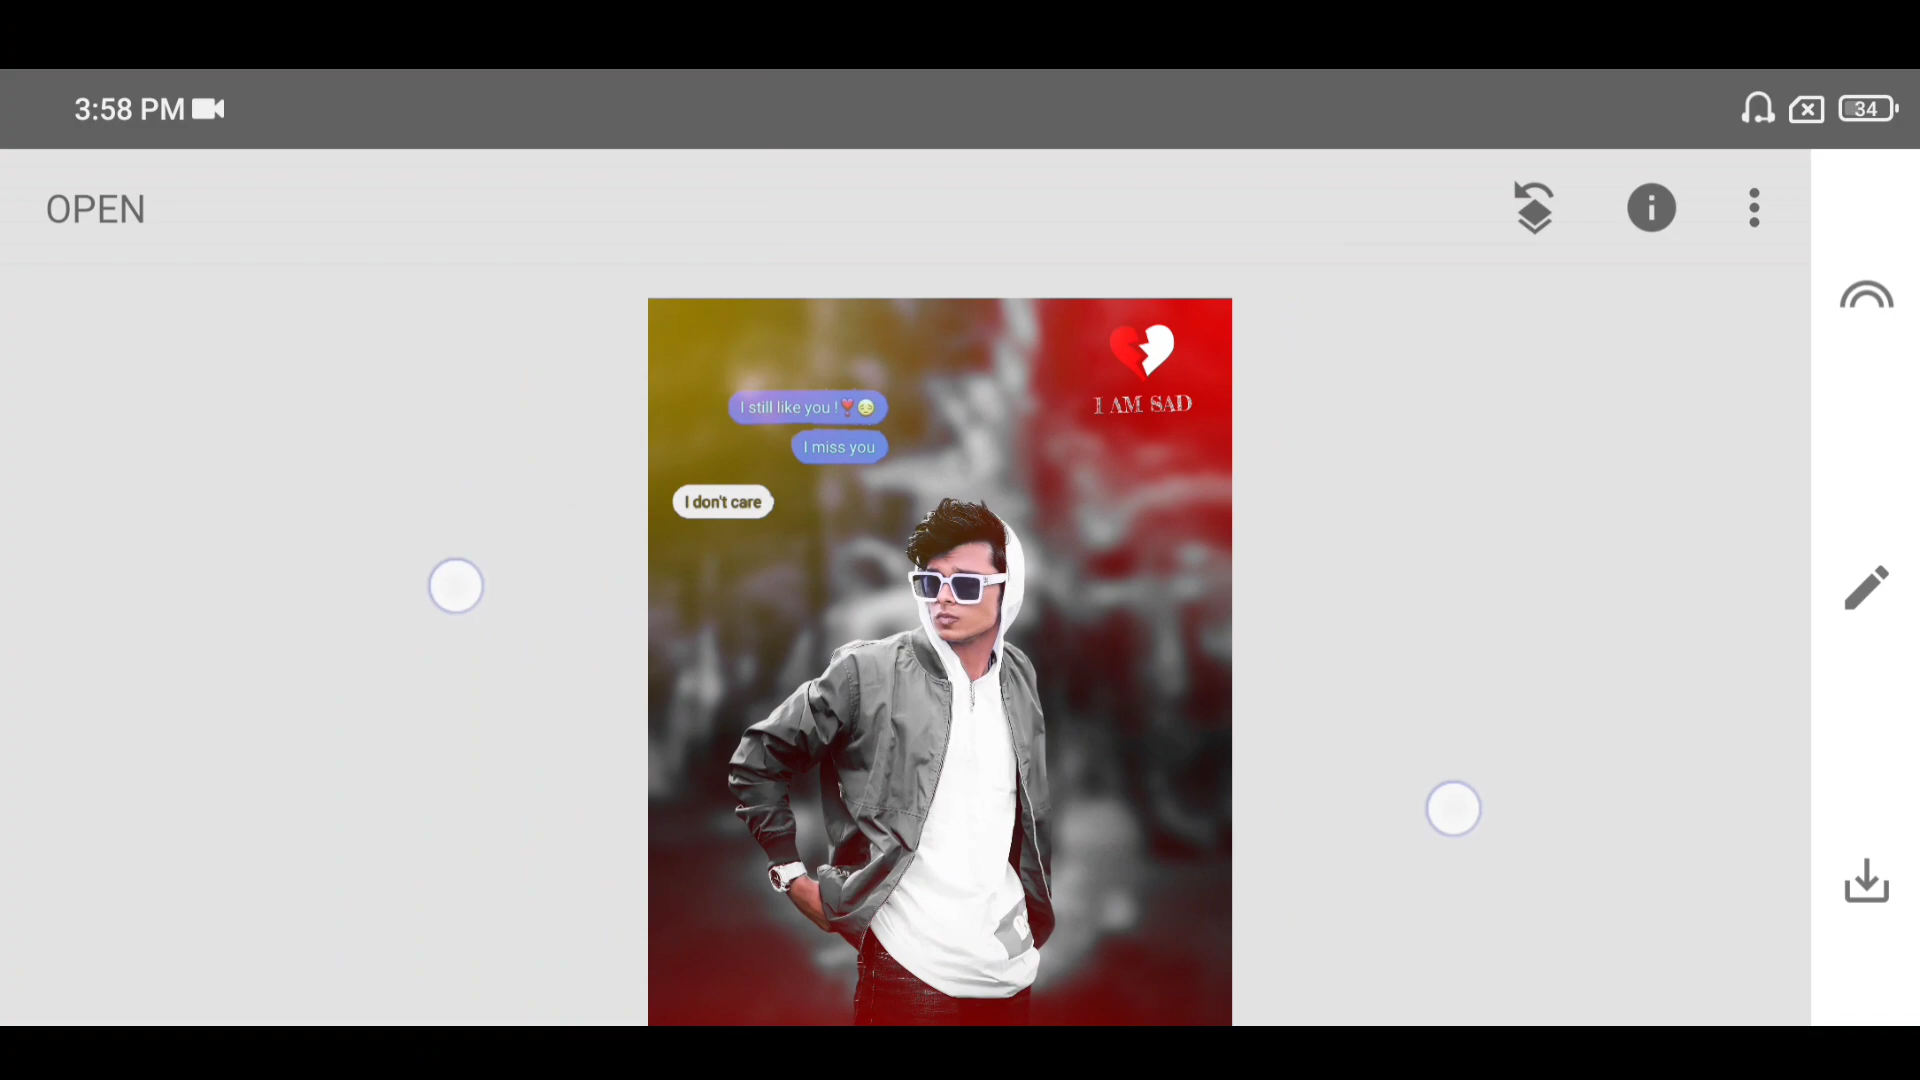 3:58 PM
34
OPEN
I AM SAD
I still like you !❣️😔
I miss you
I don't care